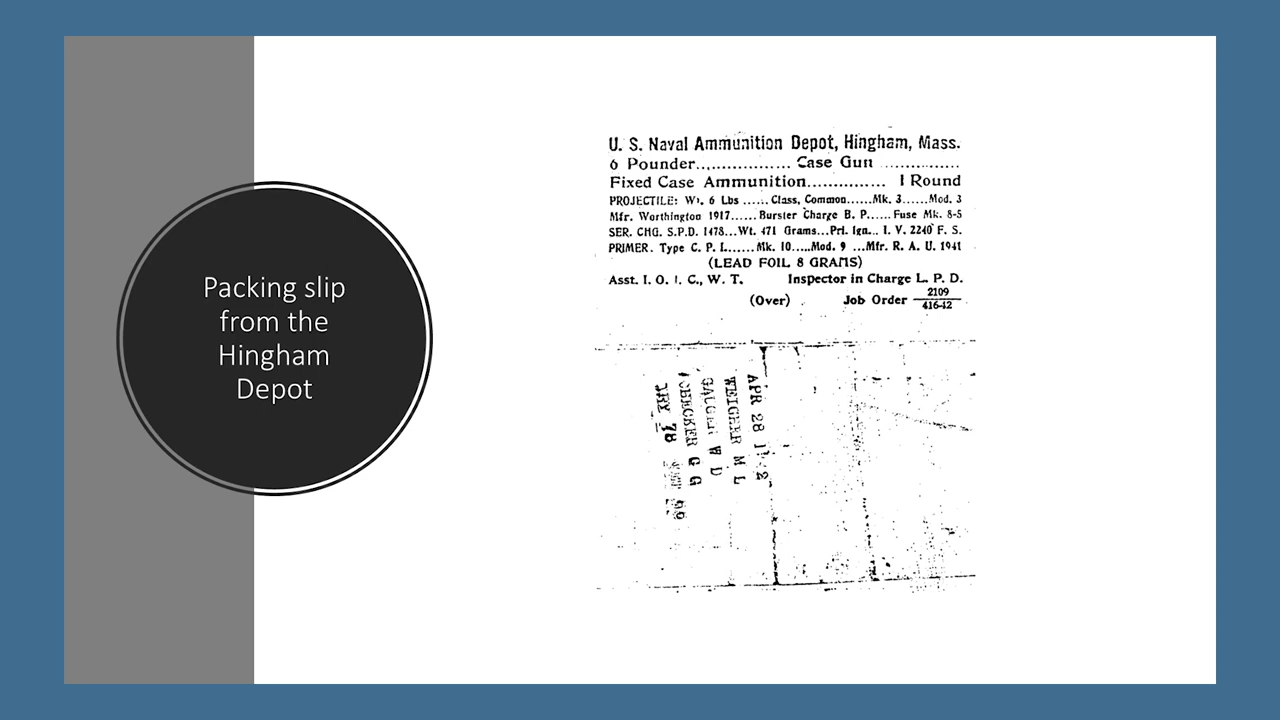 Packing slip
from the
Hingham
Depot
U. S. Naval Ammunition Depot, Hingham, Mass.
6 Pounder................. Case Gun .............
Fixed Case Ammunition............... 1 Round
PROJECTILE: Wt. 6 Lbs ...... Class, Common......Mk. 3......Mod. 3
Mfr. Worthington 1917...... Burster Charge B. P...... Fuse Mk. 8-5
SER. CHG. S.P.D. 1478...Wt. 471 Grams...Pri. Ign... I. V. 2240 F. S.
PRIMER. Type C. P. I.......Mk. 10.....Mod. 9 ...Mfr. R. A. U. 1941
(LEAD FOIL 8 GRAMS)
Asst. I. O. I. C., W. T. Inspector in Charge L. P. D.
(Over) Job Order 2109
416-42
APR 28
WEIGHER M L
W D
CHECKER G G
78